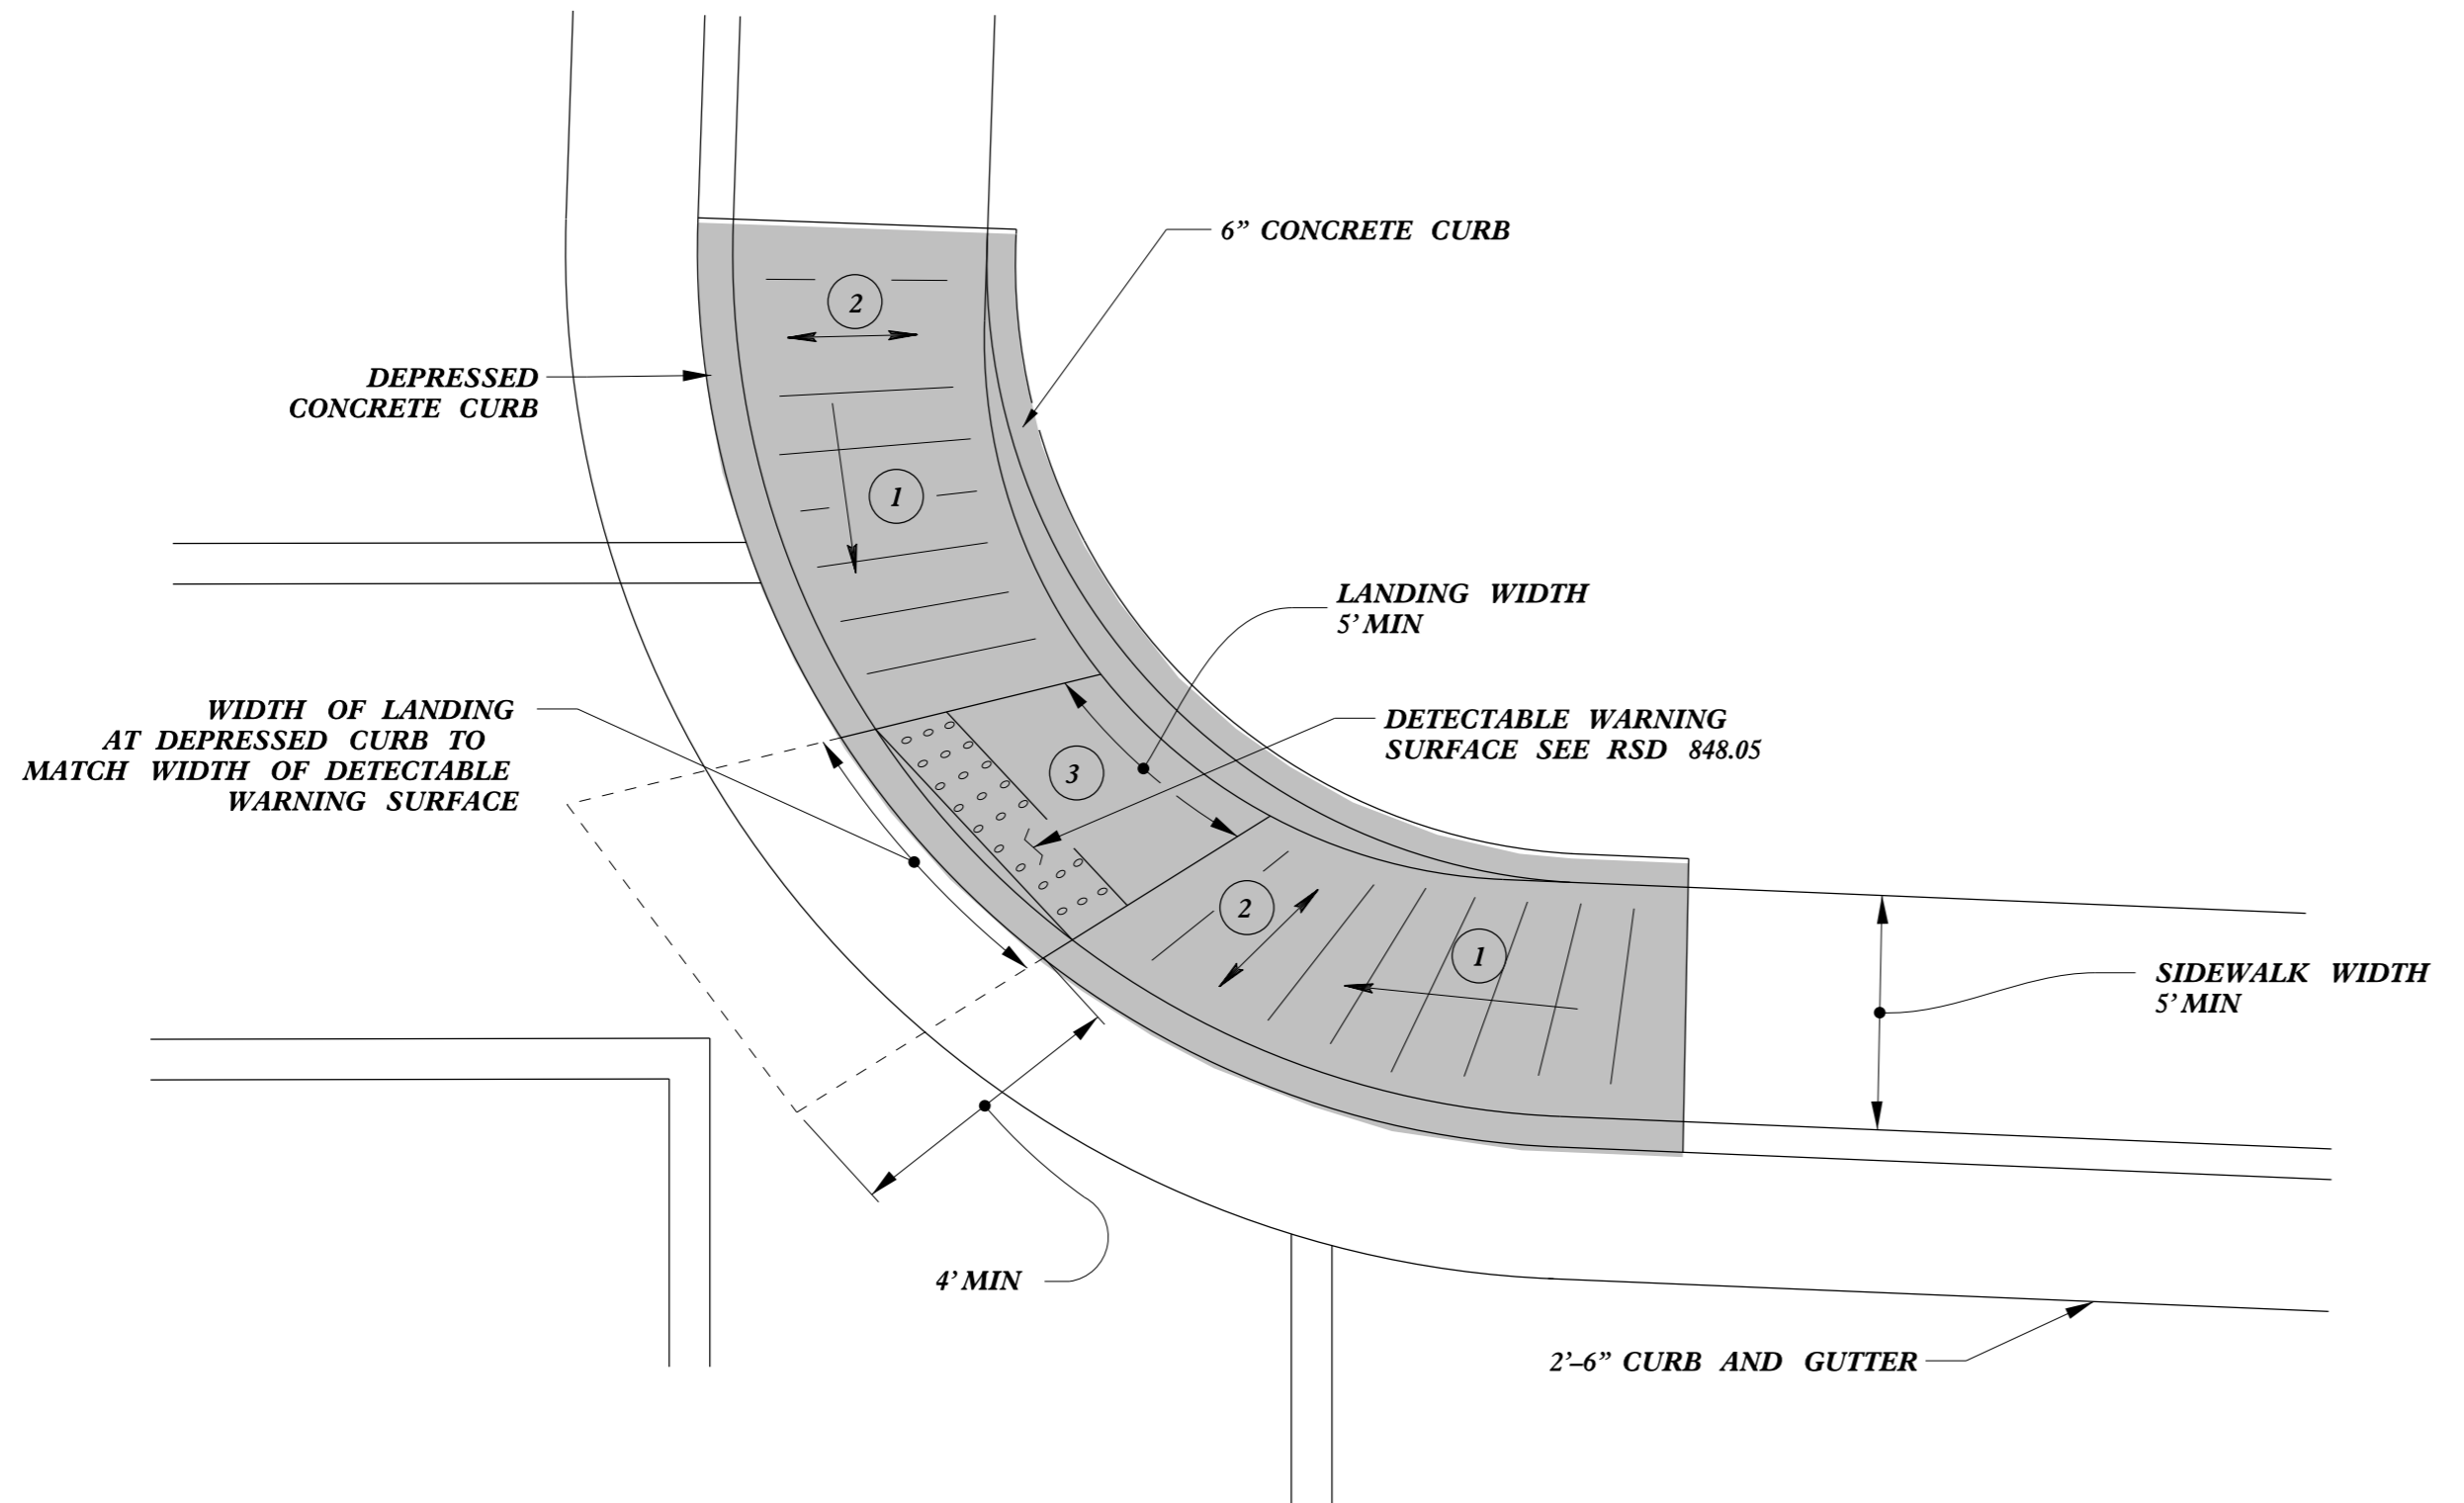 6” CONCRETE CURB
2
DEPRESSED
CONCRETE CURB
1
LANDING WIDTH
5’ MIN
WIDTH OF LANDING
AT DEPRESSED CURB TO
MATCH WIDTH OF DETECTABLE
WARNING SURFACE
DETECTABLE WARNING
SURFACE SEE RSD 848.05
3
2
1
SIDEWALK WIDTH
5’ MIN
4’ MIN
2’–6” CURB AND GUTTER